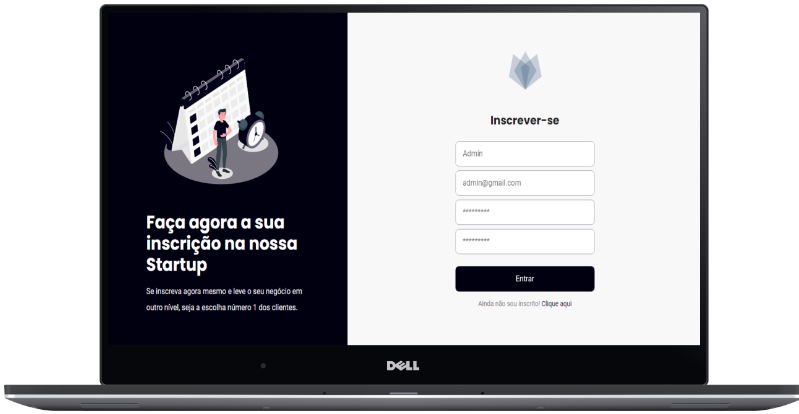 Faça agora a sua
inscrição na nossa
Startup
Se inscreva agora mesmo e leve o seu negócio em
outro nível, seja a escolha número 1 dos clientes.
Inscrever-se
Admin
admin@gmail.com
*********
*********
Entrar
Ainda não seu inscrito! Clique aqui
DELL